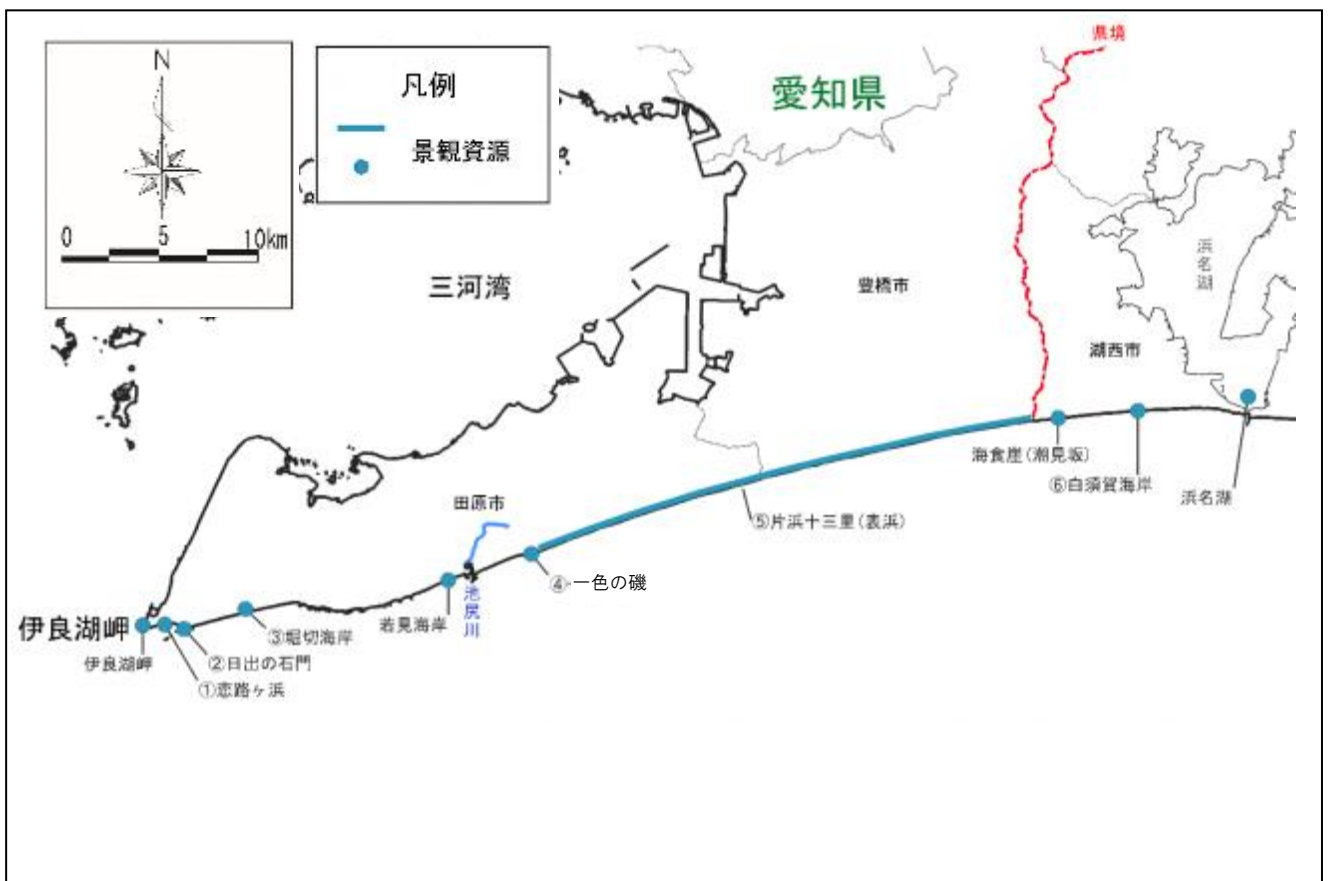 県境
N
凡例
景観資源
0 5 10km
愛知県
三河湾
豊橋市
浜名湖
湖西市
海食崖(潮見坂)
⑥白須賀海岸
浜名湖
田原市
⑤片浜十三里(表浜)
④一色の磯
池尻川
若見海岸
③堀切海岸
伊良湖岬
伊良湖岬
②日出の石門
①恋路ヶ浜